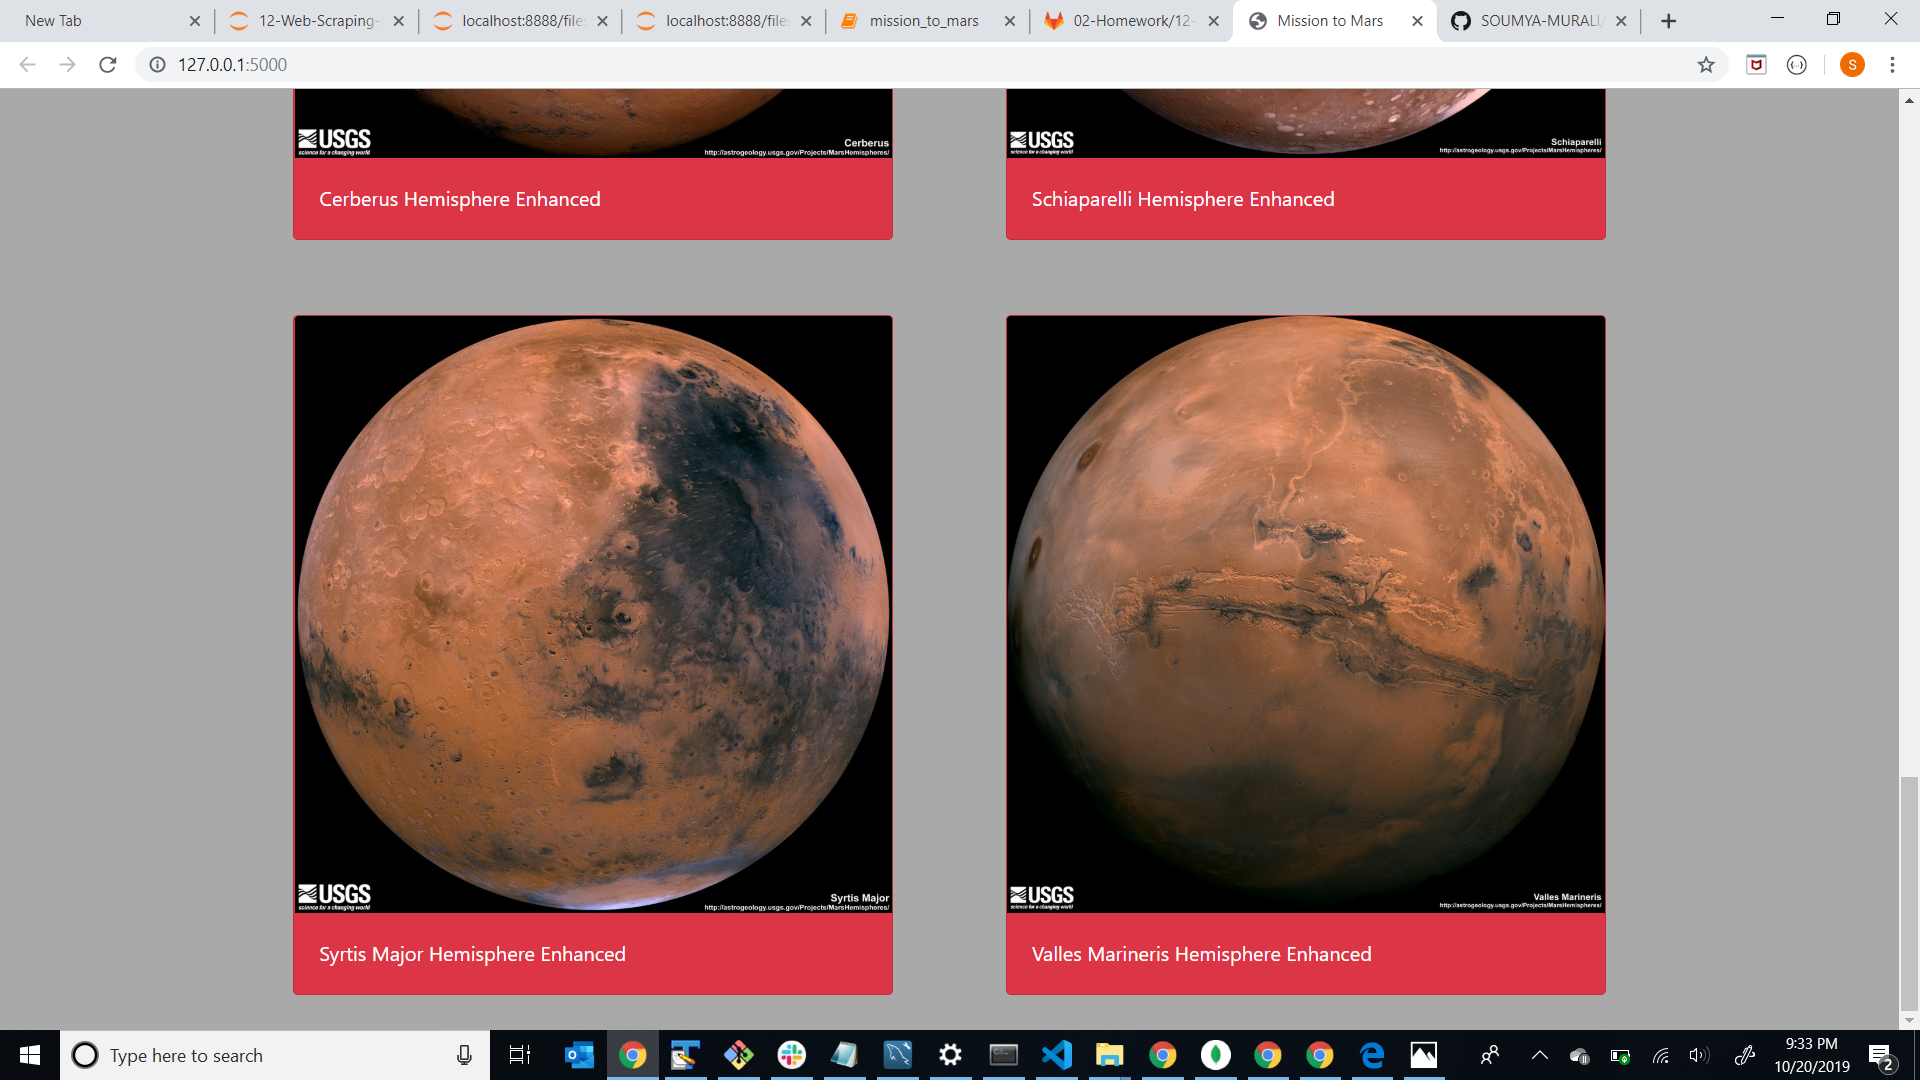 New Tab
12-Web-Scraping-
localhost:8888/file
localhost:8888/file
mission_to_mars
02-Homework/12-
Mission to Mars
SOUMYA-MURALI/
127.0.0.1:5000
S
USGS
science for a changing world
Cerberus
http://astrogeology.usgs.gov/Projects/MarsHemispheres/
USGS
science for a changing world
Schiaparelli
http://astrogeology.usgs.gov/Projects/MarsHemispheres/
Cerberus Hemisphere Enhanced
Schiaparelli Hemisphere Enhanced
USGS
science for a changing world
Syrtis Major
http://astrogeology.usgs.gov/Projects/MarsHemispheres/
USGS
science for a changing world
Valles Marineris
http://astrogeology.usgs.gov/Projects/MarsHemispheres/
Syrtis Major Hemisphere Enhanced
Valles Marineris Hemisphere Enhanced
Type here to search
9:33 PM
10/20/2019
2